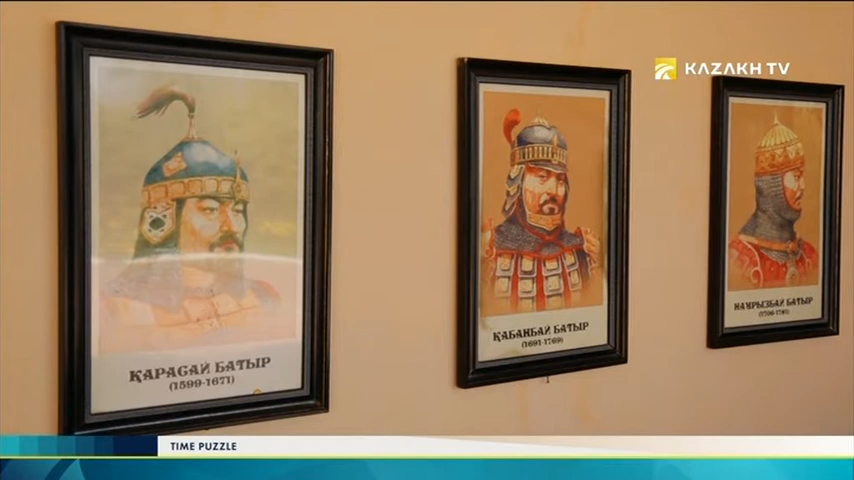 KAZAKH TV
ҚАРАСАЙ БАТЫР
(1599-1671)
ҚАБАНБАЙ БАТЫР
(1691-1769)
НАУРЫЗБАЙ БАТЫР
TIME PUZZLE